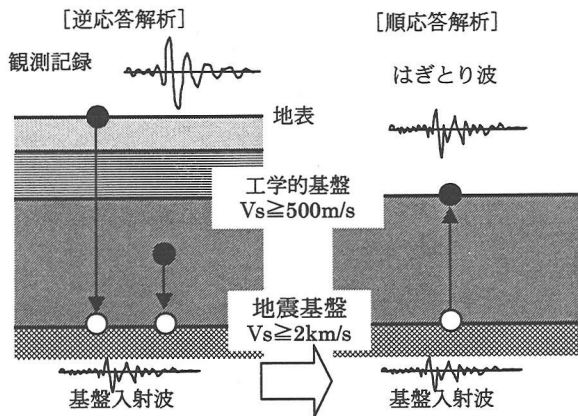 [逆応答解析]
[順応答解析]
観測記録
はぎとり波
地表
工学的基盤
Vs≧500m/s
地震基盤
Vs≧2km/s
基盤入射波
基盤入射波